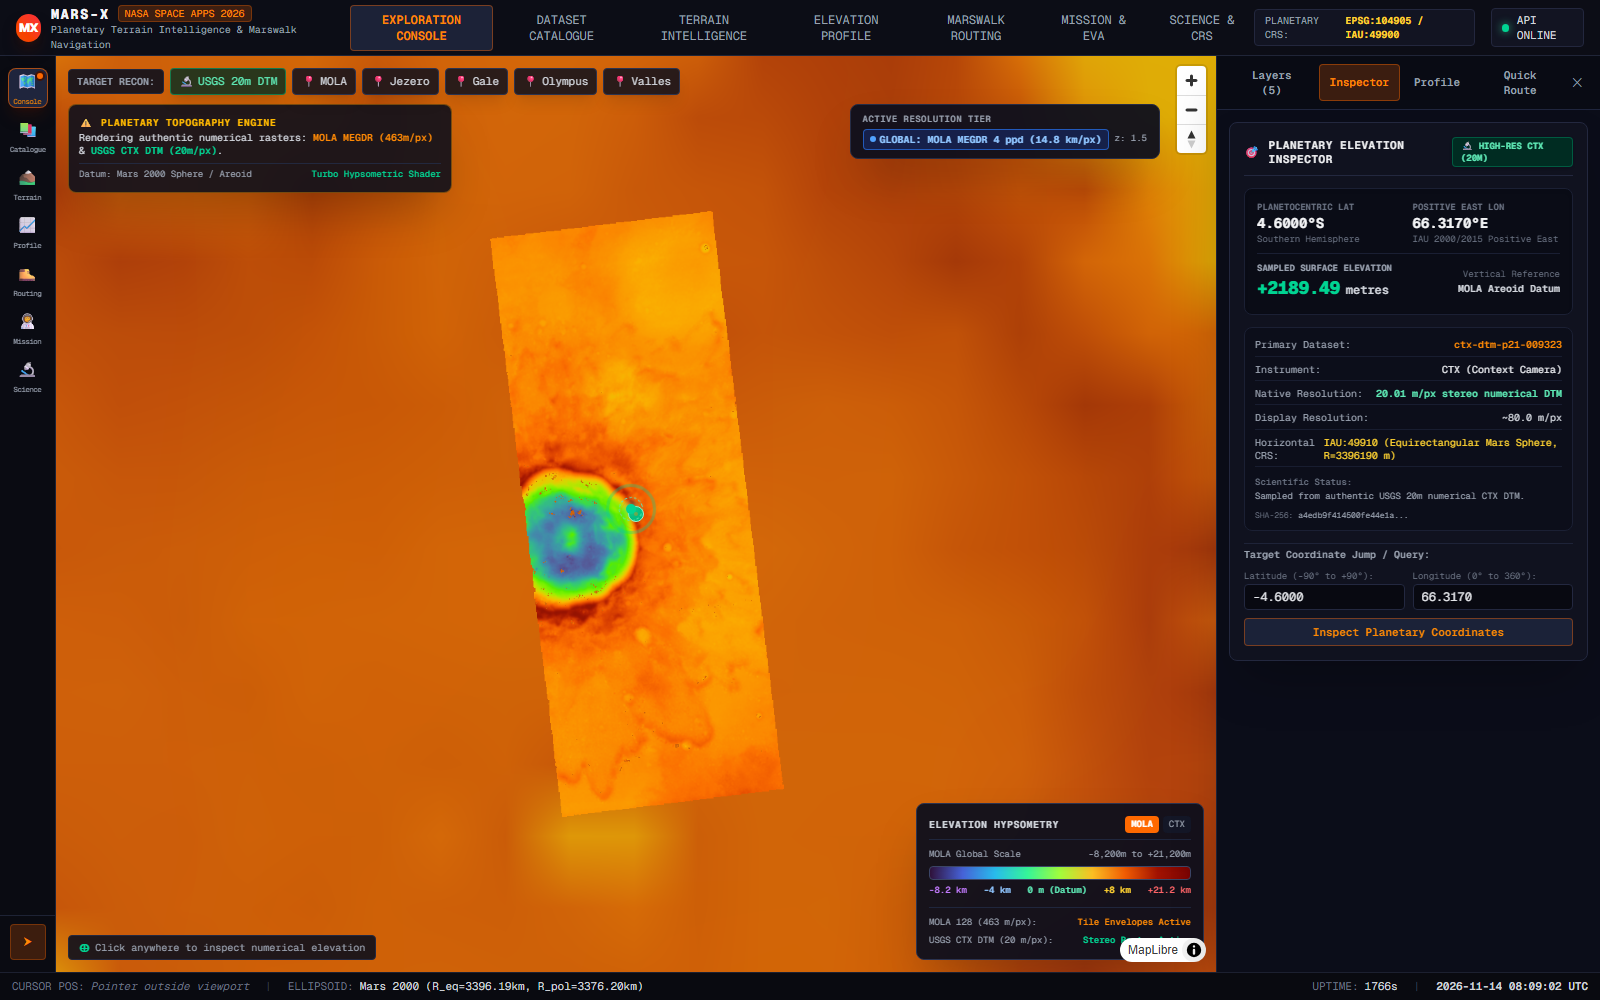 MX
MARS-X
NASA SPACE APPS 2026
Planetary Terrain Intelligence & Marswalk
Navigation
EXPLORATION
CONSOLE
DATASET
CATALOGUE
TERRAIN
INTELLIGENCE
ELEVATION
PROFILE
MARSWALK
ROUTING
MISSION &
EVA
SCIENCE &
CRS
PLANETARY
CRS:
EPSG:104905 /
IAU:49900
API
ONLINE
Console
Catalogue
Terrain
Profile
Routing
Mission
Science
TARGET RECON:
USGS 20m DTM
MOLA
Jezero
Gale
Olympus
Valles
PLANETARY TOPOGRAPHY ENGINE
Rendering authentic numerical rasters: MOLA MEGDR (463m/px)
& USGS CTX DTM (20m/px).
Datum: Mars 2000 Sphere / Areoid
Turbo Hypsometric Shader
ACTIVE RESOLUTION TIER
GLOBAL: MOLA MEGDR 4 ppd (14.8 km/px)
z: 1.5
ELEVATION HYPSOMETRY
MOLA
CTX
MOLA Global Scale
-8,200m to +21,200m
-8.2 km
-4 km
0 m (Datum)
+8 km
+21.2 km
MOLA 128 (463 m/px):
Tile Envelopes Active
USGS CTX DTM (20 m/px):
Stereo
MapLibre
Click anywhere to inspect numerical elevation
Layers
(5)
Inspector
Profile
Quick
Route
PLANETARY ELEVATION
INSPECTOR
HIGH-RES CTX
(20M)
PLANETOCENTRIC LAT
4.6000°S
Southern Hemisphere
POSITIVE EAST LON
66.3170°E
IAU 2000/2015 Positive East
SAMPLED SURFACE ELEVATION
+2189.49 metres
Vertical Reference
MOLA Areoid Datum
Primary Dataset:
ctx-dtm-p21-009323
Instrument:
CTX (Context Camera)
Native Resolution:
20.01 m/px stereo numerical DTM
Display Resolution:
~80.0 m/px
Horizontal
CRS:
IAU:49910 (Equirectangular Mars Sphere,
R=3396190 m)
Scientific Status:
Sampled from authentic USGS 20m numerical CTX DTM.
SHA-256: a4edb9f414500fe44e1a...
Target Coordinate Jump / Query:
Latitude (-90° to +90°):
Longitude (0° to 360°):
-4.6000
66.3170
Inspect Planetary Coordinates
CURSOR POS: Pointer outside viewport
ELLIPSOID: Mars 2000 (R_eq=3396.19km, R_pol=3376.20km)
UPTIME: 1766s
2026-11-14 08:09:02 UTC